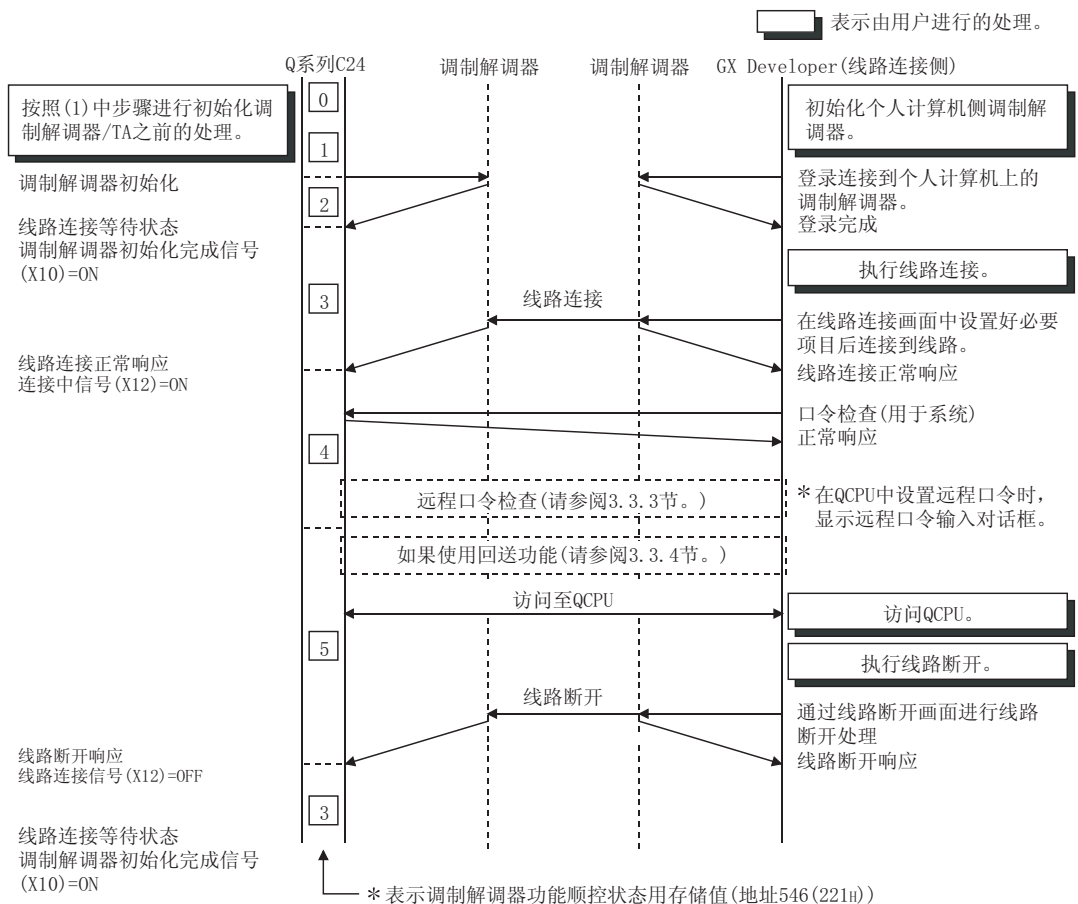 表示由用户进行的处理。
Q系列C24
调制解调器
调制解调器
GX Developer(线路连接侧)
按照(1)中步骤进行初始化调
制解调器/TA之前的处理。
0
初始化个人计算机侧调制解
调器。
1
调制解调器初始化
登录连接到个人计算机上的
调制解调器。
2
登录完成
线路连接等待状态
调制解调器初始化完成信号
(X10)=ON
执行线路连接。
3
线路连接
在线路连接画面中设置好必要
项目后连接到线路。
线路连接正常响应
连接中信号(X12)=ON
线路连接正常响应
口令检查(用于系统)
正常响应
4
远程口令检查(请参阅3.3.3节。)
*在QCPU中设置远程口令时,
显示远程口令输入对话框。
如果使用回送功能(请参阅3.3.4节。)
访问至QCPU
访问QCPU。
5
执行线路断开。
线路断开
通过线路断开画面进行线路
断开处理
线路断开响应
线路断开响应
线路连接信号(X12)=OFF
3
线路连接等待状态
调制解调器初始化完成信号
(X10)=ON
*表示调制解调器功能顺控状态用存储值(地址546(221H))